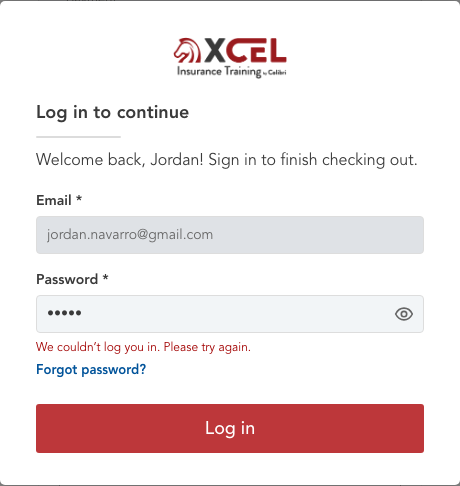 XCEL
Insurance Training by Calibri
Log in to continue
Welcome back, Jordan! Sign in to finish checking out.
Email *
jordan.navarro@gmail.com
Password *
•••••
We couldn't log you in. Please try again.
Forgot password?
Log in